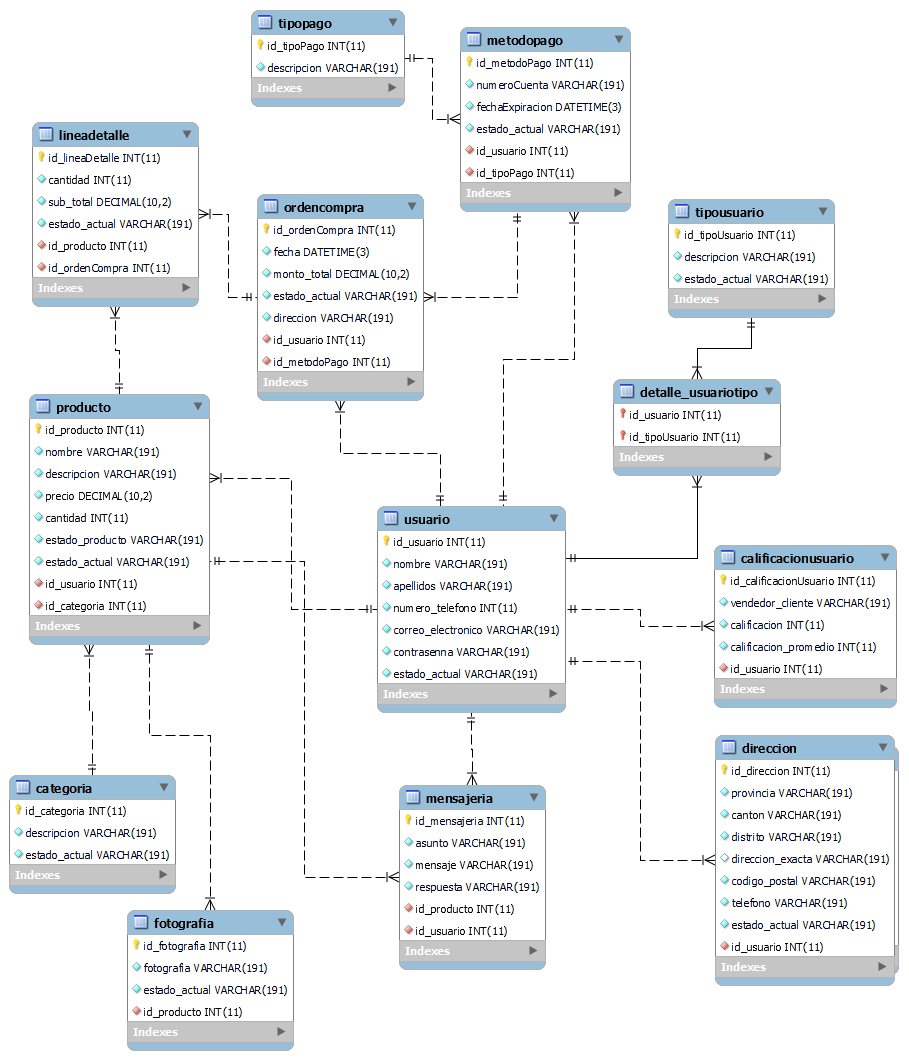 tipopago
id_tipoPago INT(11)
descripcion VARCHAR(191)
Indexes
metodopago
id_metodoPago INT(11)
numeroCuenta VARCHAR(191)
fechaExpiracion DATETIME(3)
estado_actual VARCHAR(191)
id_usuario INT(11)
id_tipoPago INT(11)
Indexes
lineadetalle
id_lineaDetalle INT(11)
cantidad INT(11)
sub_total DECIMAL(10,2)
estado_actual VARCHAR(191)
id_producto INT(11)
id_ordenCompra INT(11)
Indexes
ordencompra
id_ordenCompra INT(11)
fecha DATETIME(3)
monto_total DECIMAL(10,2)
estado_actual VARCHAR(191)
direccion VARCHAR(191)
id_usuario INT(11)
id_metodoPago INT(11)
Indexes
tipousuario
id_tipoUsuario INT(11)
descripcion VARCHAR(191)
estado_actual VARCHAR(191)
Indexes
detalle_usuariotipo
id_usuario INT(11)
id_tipoUsuario INT(11)
Indexes
producto
id_producto INT(11)
nombre VARCHAR(191)
descripcion VARCHAR(191)
precio DECIMAL(10,2)
cantidad INT(11)
estado_producto VARCHAR(191)
estado_actual VARCHAR(191)
id_usuario INT(11)
id_categoria INT(11)
Indexes
usuario
id_usuario INT(11)
nombre VARCHAR(191)
apellidos VARCHAR(191)
numero_telefono INT(11)
correo_electronico VARCHAR(191)
contrasenna VARCHAR(191)
estado_actual VARCHAR(191)
Indexes
calificacionusuario
id_calificacionUsuario INT(11)
vendedor_cliente VARCHAR(191)
calificacion INT(11)
calificacion_promedio INT(11)
id_usuario INT(11)
Indexes
direccion
id_direccion INT(11)
provincia VARCHAR(191)
canton VARCHAR(191)
distrito VARCHAR(191)
direccion_exacta VARCHAR(191)
codigo_postal VARCHAR(191)
telefono VARCHAR(191)
estado_actual VARCHAR(191)
id_usuario INT(11)
Indexes
categoria
id_categoria INT(11)
descripcion VARCHAR(191)
estado_actual VARCHAR(191)
Indexes
mensajeria
id_mensajeria INT(11)
asunto VARCHAR(191)
mensaje VARCHAR(191)
respuesta VARCHAR(191)
id_producto INT(11)
id_usuario INT(11)
Indexes
fotografia
id_fotografia INT(11)
fotografia VARCHAR(191)
estado_actual VARCHAR(191)
id_producto INT(11)
Indexes